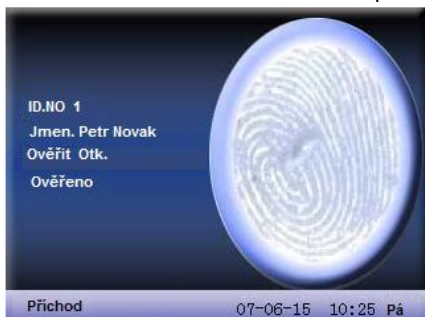 ID.NO 1
Jmen. Petr Novak
Ověřit Otk.
Ověřeno
Příchod 07-06-15 10:25 Pá